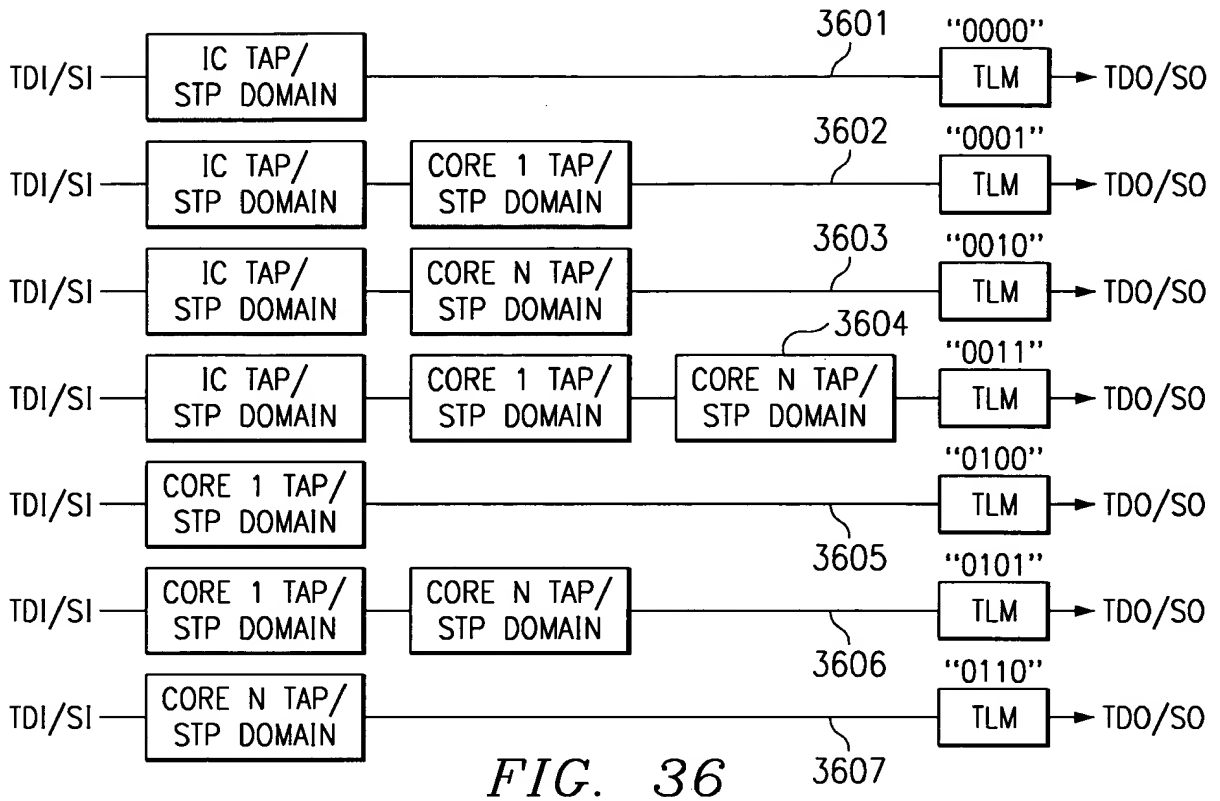 3601 "0000"
TDI/SI IC TAP/ STP DOMAIN TLM TDO/SO
3602 "0001"
TDI/SI IC TAP/ STP DOMAIN CORE 1 TAP/ STP DOMAIN TLM TDO/SO
3603 "0010"
TDI/SI IC TAP/ STP DOMAIN CORE N TAP/ STP DOMAIN TLM TDO/SO
3604 "0011"
TDI/SI IC TAP/ STP DOMAIN CORE 1 TAP/ STP DOMAIN CORE N TAP/ STP DOMAIN TLM TDO/SO
"0100"
TDI/SI CORE 1 TAP/ STP DOMAIN TLM TDO/SO
3605 "0101"
TDI/SI CORE 1 TAP/ STP DOMAIN CORE N TAP/ STP DOMAIN TLM TDO/SO
3606 "0110"
TDI/SI CORE N TAP/ STP DOMAIN TLM TDO/SO
3607
FIG. 36